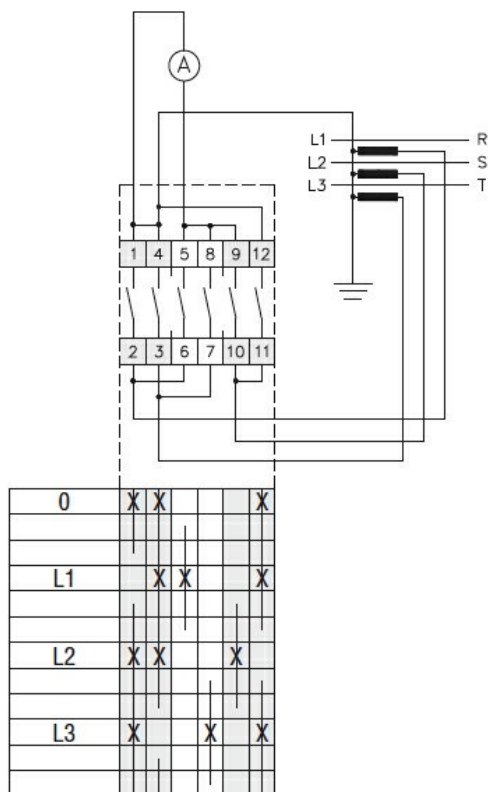 A
L1 R
L2 S
L3 T
1 4 5 8 9 12
2 3 6 7 10 11
0 X X X
L1 X X X
L2 X X X
L3 X X X